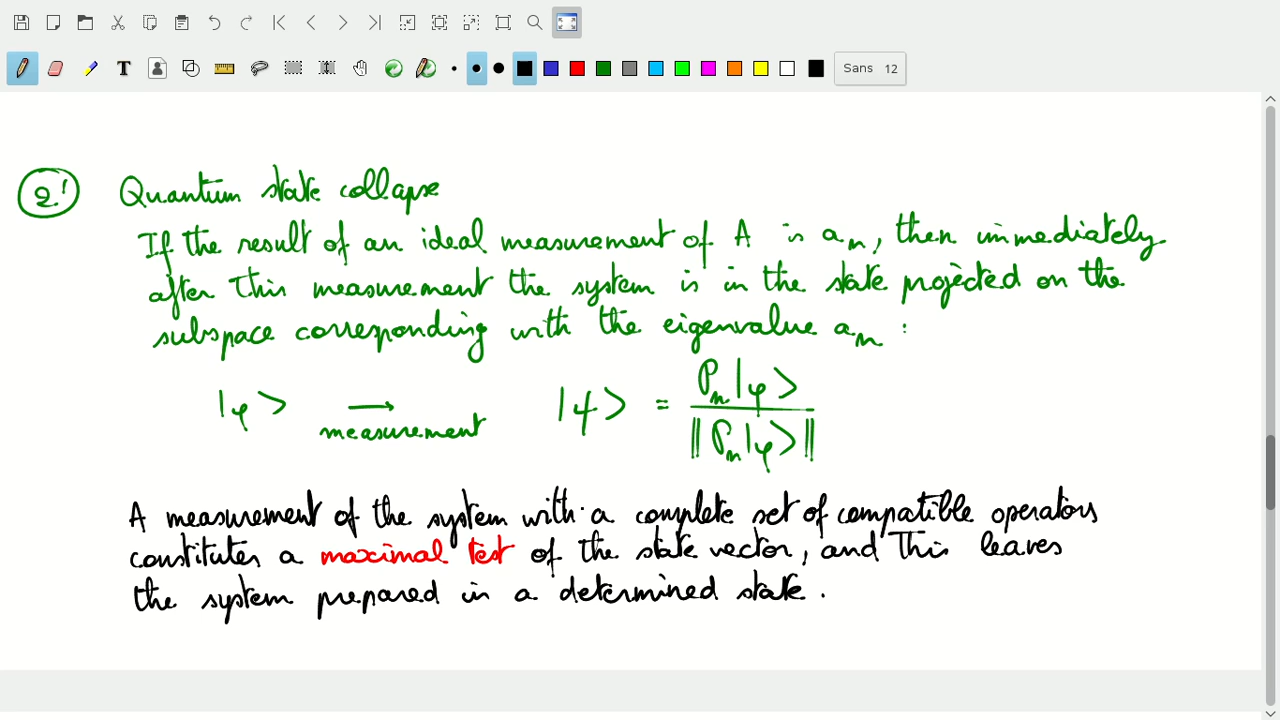 T
Sans 12
2' Quantum state collapse
If the result of an ideal measurement of A is aₙ, then immediately
after this measurement the system is in the state projected on the
subspace corresponding with the eigenvalue aₙ :
|φ> → measurement |ψ> = Pₙ|φ> / ‖Pₙ|φ>‖
A measurement of the system with a complete set of compatible operators
constitutes a maximal test of the state vector, and this leaves
the system prepared in a determined state.